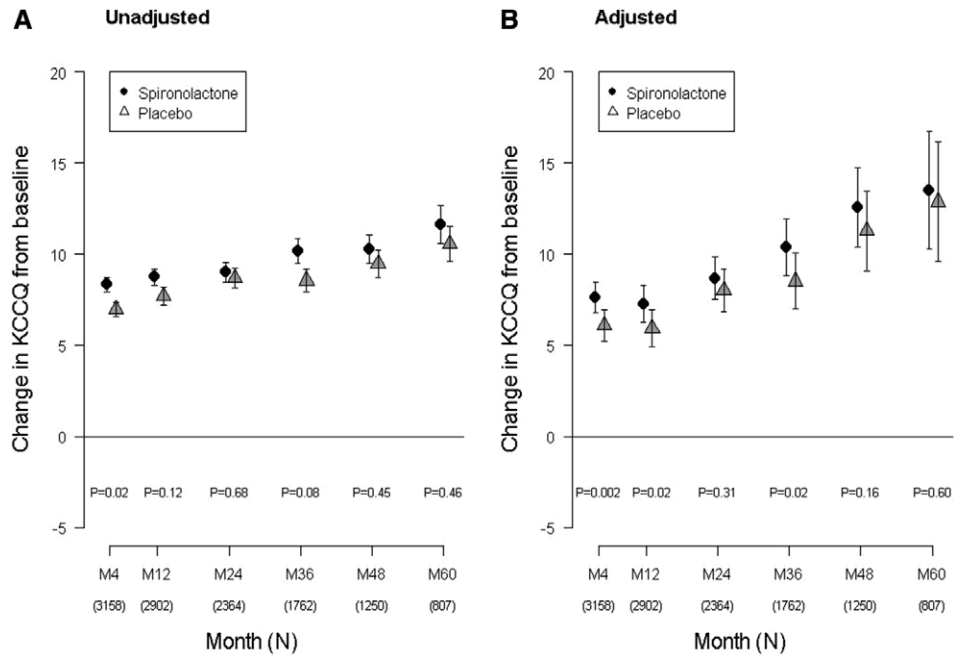 A Unadjusted
20
15
10
5
0
-5
Change in KCCQ from baseline
Spironolactone
Placebo
P=0.02 P=0.12 P=0.68 P=0.08 P=0.45 P=0.46
M4 M12 M24 M36 M48 M60
(3158) (2902) (2364) (1762) (1250) (807)
Month (N)
B Adjusted
20
15
10
5
0
-5
Change in KCCQ from baseline
Spironolactone
Placebo
P=0.002 P=0.02 P=0.31 P=0.02 P=0.16 P=0.60
M4 M12 M24 M36 M48 M60
(3158) (2902) (2364) (1762) (1250) (807)
Month (N)